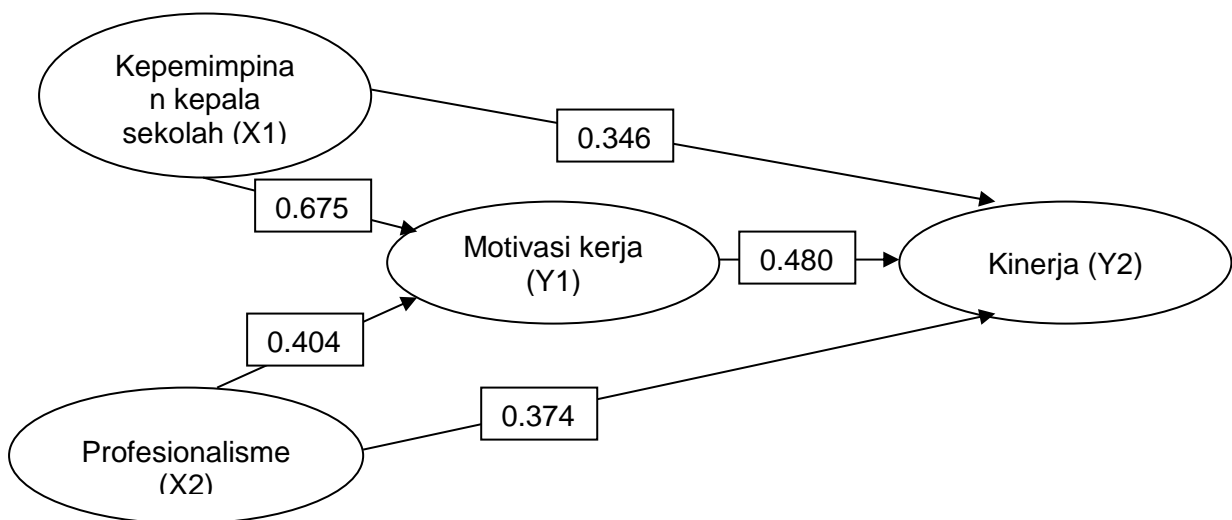 Kepemimpina
n kepala
sekolah (X1)
0.346
0.675
Motivasi kerja
(Y1)
0.480
Kinerja (Y2)
0.404
0.374
Profesionalisme
(X2)